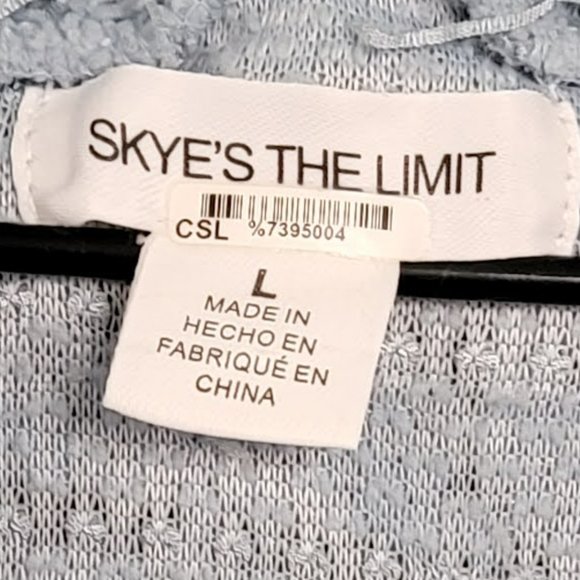 SKYE'S THE LIMIT
CSL %7395004
L
MADE IN
HECHO EN
FABRIQUÉ EN
CHINA